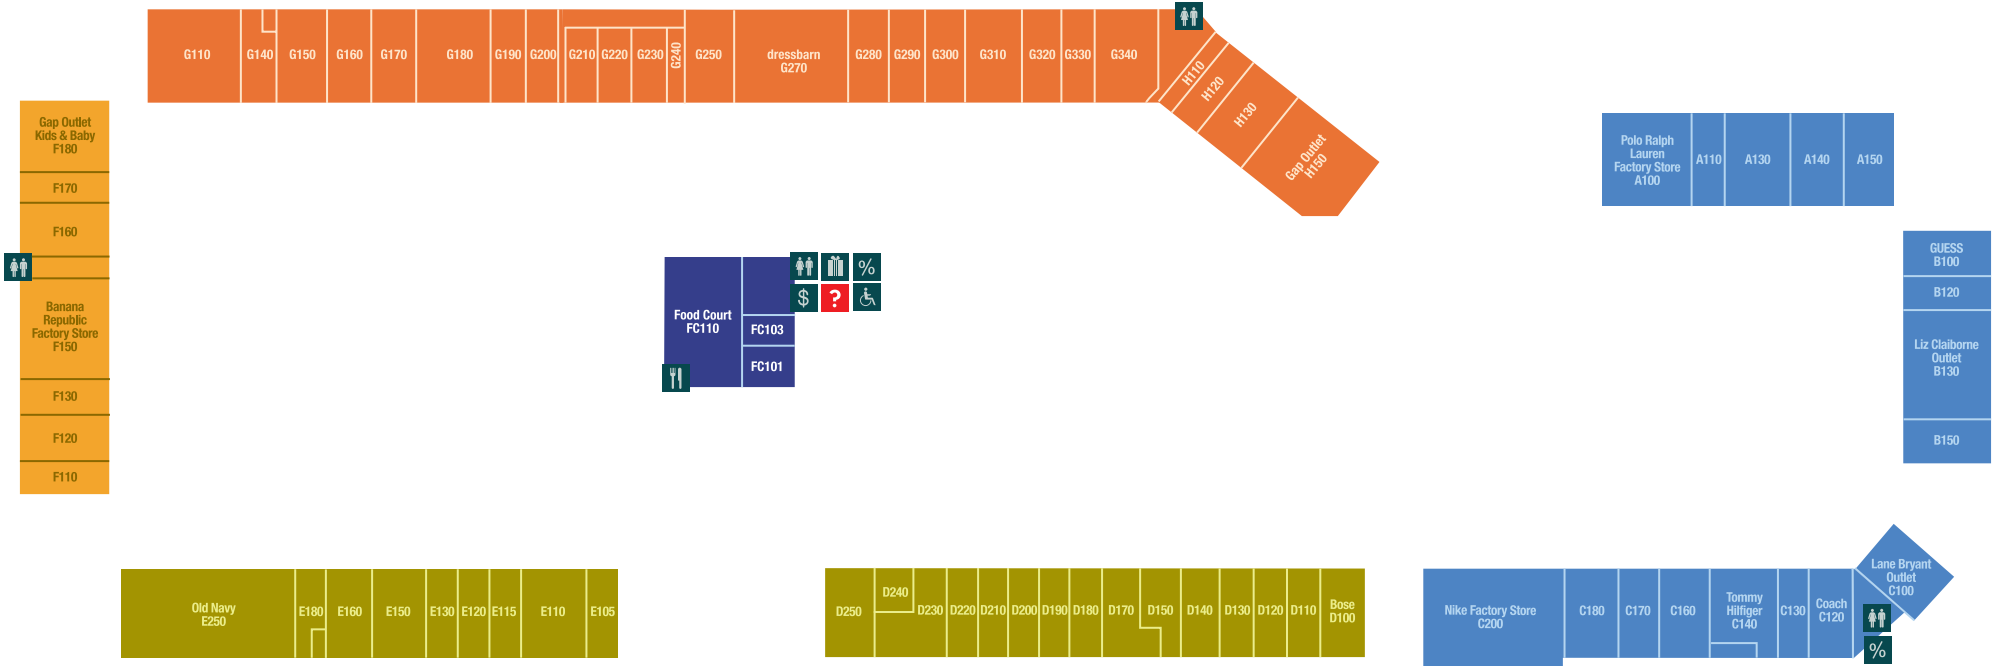 G110
G140
G150
G160
G170
G180
G190
G200
G210
G220
G230
G240
G250
dressbarn
G270
G280
G290
G300
G310
G320
G330
G340
H110
H120
H130
Gap Outlet
H150
Gap Outlet
Kids & Baby
F180
F170
F160
Banana
Republic
Factory Store
F150
F130
F120
F110
Polo Ralph
Lauren
Factory Store
A100
A110
A130
A140
A150
GUESS
B100
B120
Liz Claiborne
Outlet
B130
B150
Food Court
FC110
FC103
FC101
%
$
?
Old Navy
E250
E180
E160
E150
E130
E120
E115
E110
E105
D250
D240
D230
D220
D210
D200
D190
D180
D170
D150
D140
D130
D120
D110
Bose
D100
Nike Factory Store
C200
C180
C170
C160
Tommy
Hilfiger
C140
C130
Coach
C120
Lane Bryant
Outlet
C100
%